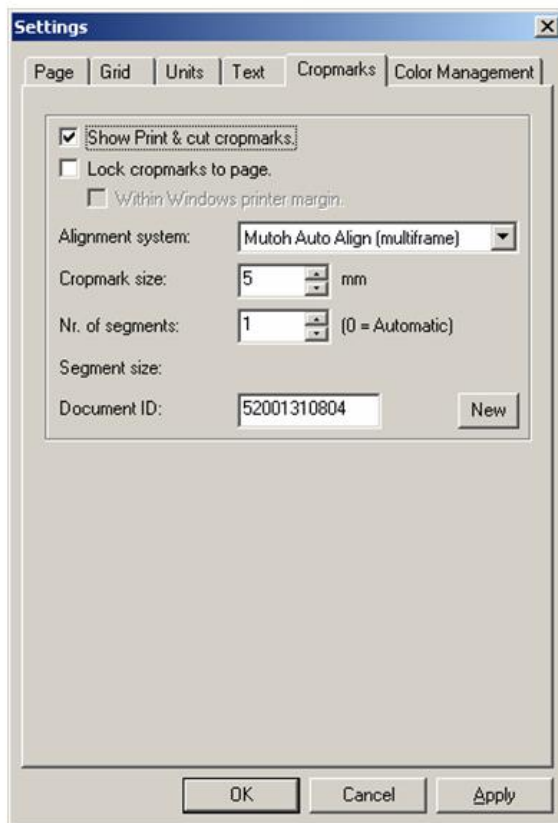 Settings
Page Grid Units Text Cropmarks Color Management
Show Print & cut cropmarks.
Lock cropmarks to page.
Within Windows printer margin.
Alignment system: Mutoh Auto Align (multiframe)
Cropmark size: 5 mm
Nr. of segments: 1 (0 = Automatic)
Segment size:
Document ID: 52001310804 New
OK Cancel Apply